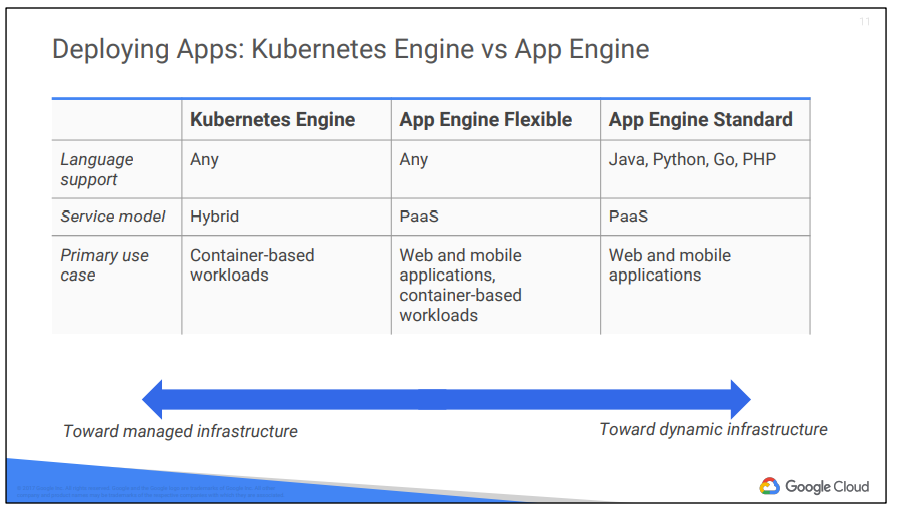 11
Deploying Apps: Kubernetes Engine vs App Engine
Kubernetes Engine App Engine Flexible App Engine Standard
Language support Any Any Java, Python, Go, PHP
Service model Hybrid PaaS PaaS
Primary use case Container-based workloads Web and mobile applications, container-based workloads Web and mobile applications
Toward managed infrastructure
Toward dynamic infrastructure
Google Cloud